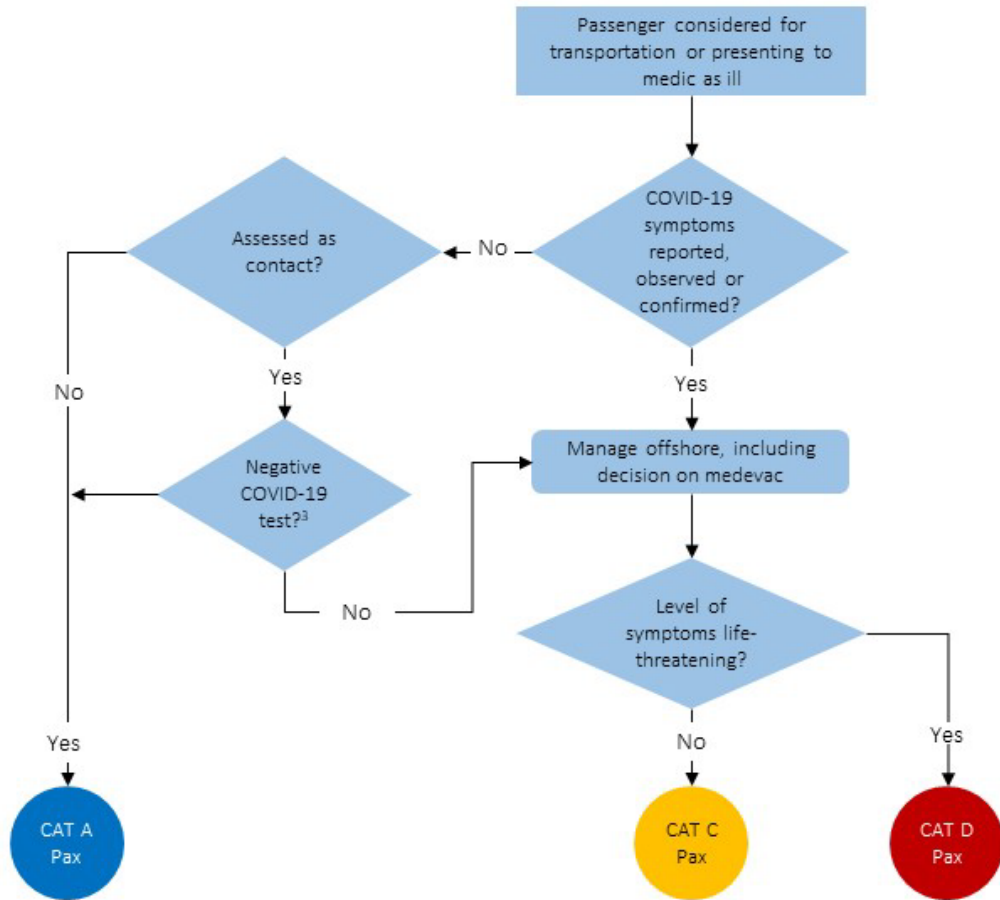 Passenger considered for
transportation or presenting to
medic as ill
COVID-19
symptoms
reported,
observed or
confirmed?
No
Assessed as
contact?
No
Yes
Yes
Negative
COVID-19
test?³
Manage offshore, including
decision on medevac
No
Level of
symptoms life-
threatening?
Yes
No
Yes
CAT A
Pax
CAT C
Pax
CAT D
Pax